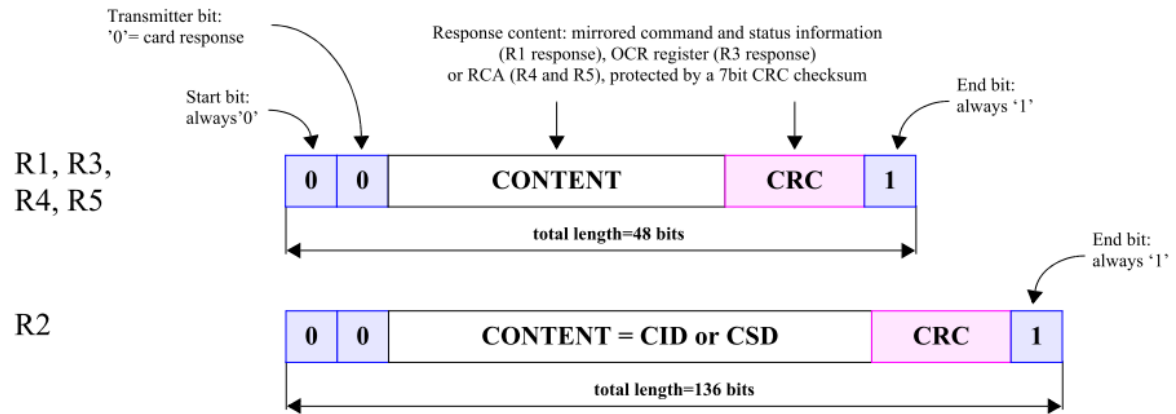 Transmitter bit:
’0’= card response
Response content: mirrored command and status information
(R1 response), OCR register (R3 response)
or RCA (R4 and R5), protected by a 7bit CRC checksum
Start bit:
always’0’
End bit:
always ‘1’
R1, R3,
R4, R5
0 0 CONTENT CRC 1
total length=48 bits
End bit:
always ‘1’
R2
0 0 CONTENT = CID or CSD CRC 1
total length=136 bits